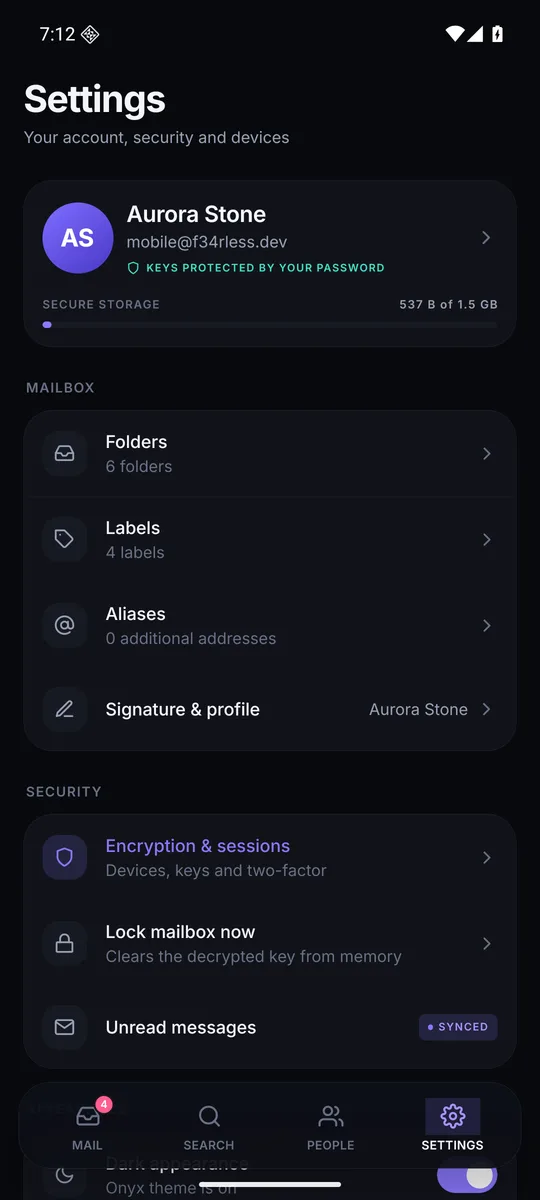 7:12
Settings
Your account, security and devices
AS
Aurora Stone
mobile@f34rless.dev
KEYS PROTECTED BY YOUR PASSWORD
SECURE STORAGE
537 B of 1.5 GB
MAILBOX
Folders
6 folders
Labels
4 labels
Aliases
0 additional addresses
Signature & profile
Aurora Stone
SECURITY
Encryption & sessions
Devices, keys and two-factor
Lock mailbox now
Clears the decrypted key from memory
Unread messages
SYNCED
4
MAIL
SEARCH
PEOPLE
SETTINGS
Dark appearance
Onyx theme is on